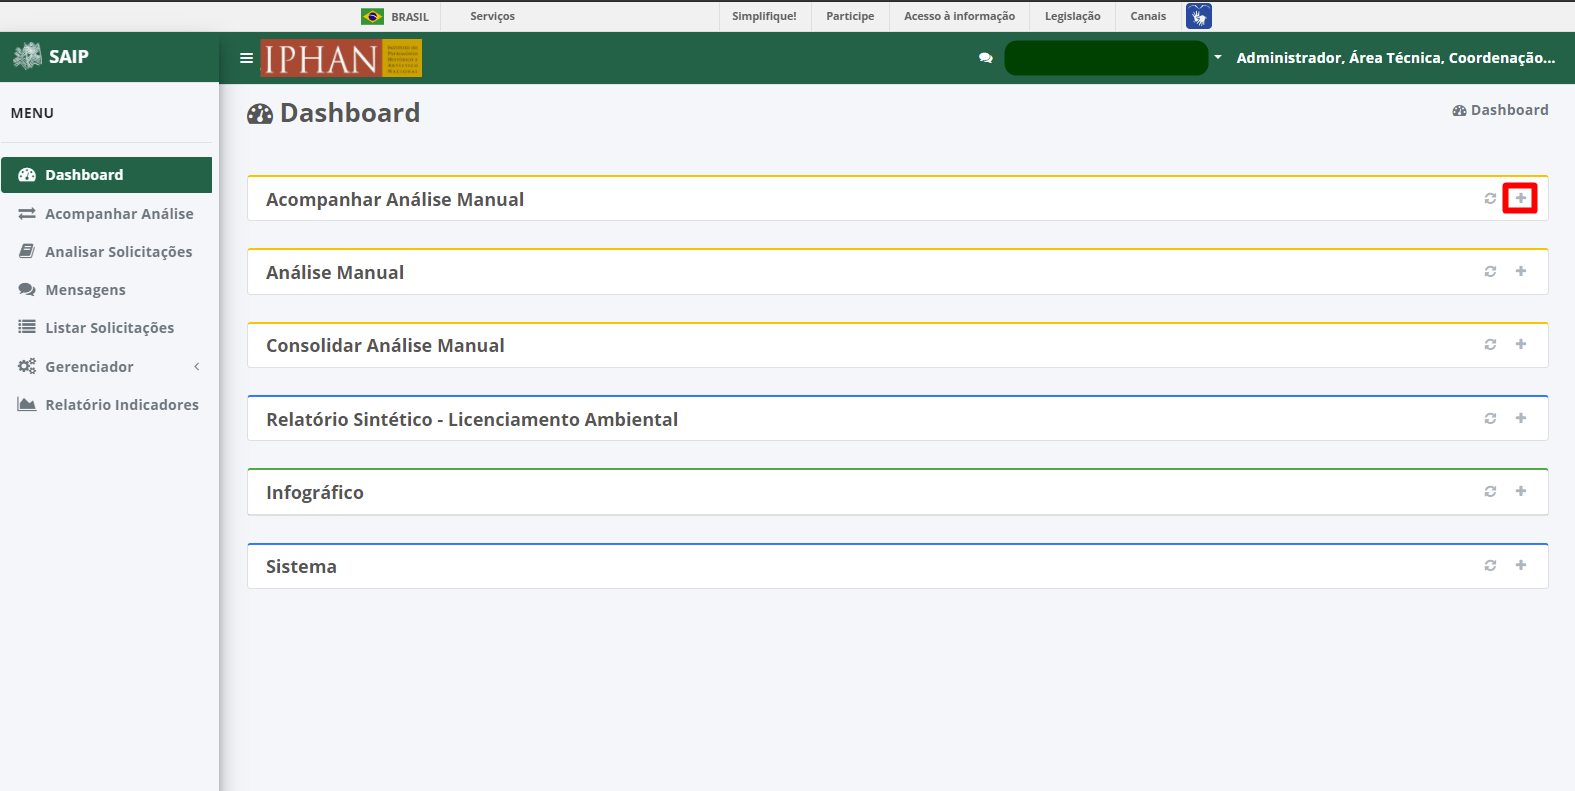 BRASIL Serviços Simplifique! Participe Acesso à informação Legislação Canais
SAIP
IPHAN
Administrador, Área Técnica, Coordenação...
MENU
Dashboard
Acompanhar Análise
Analisar Solicitações
Mensagens
Listar Solicitações
Gerenciador
Relatório Indicadores
Dashboard
Dashboard
Acompanhar Análise Manual
Análise Manual
Consolidar Análise Manual
Relatório Sintético - Licenciamento Ambiental
Infográfico
Sistema